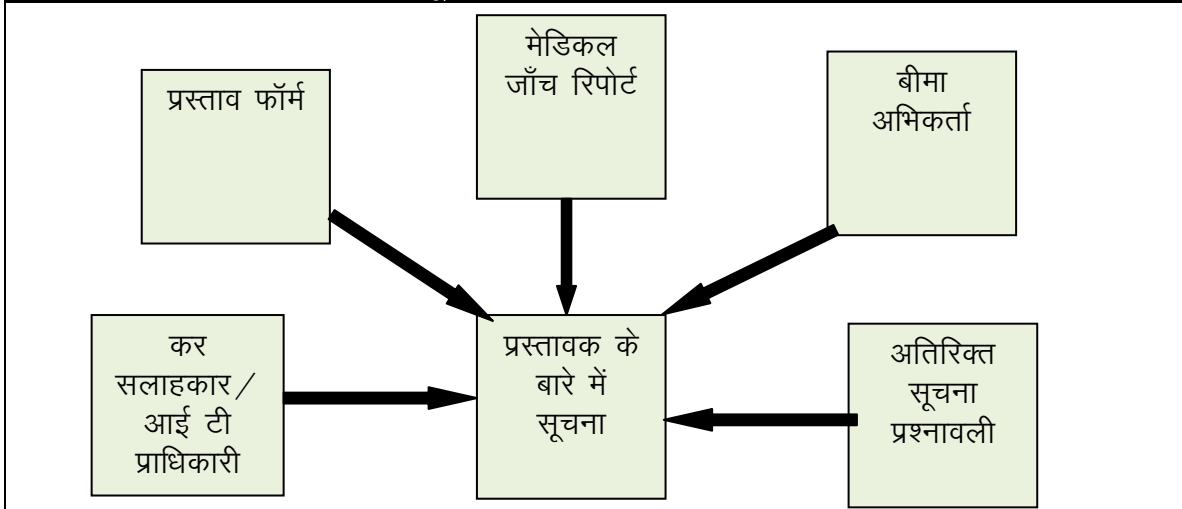 प्रस्ताव फॉर्म
मेडिकल
जाँच रिपोर्ट
बीमा
अभिकर्ता
कर
सलाहकार /
आई टी
प्राधिकारी
प्रस्तावक के
बारे में
सूचना
अतिरिक्त
सूचना
प्रश्नावली